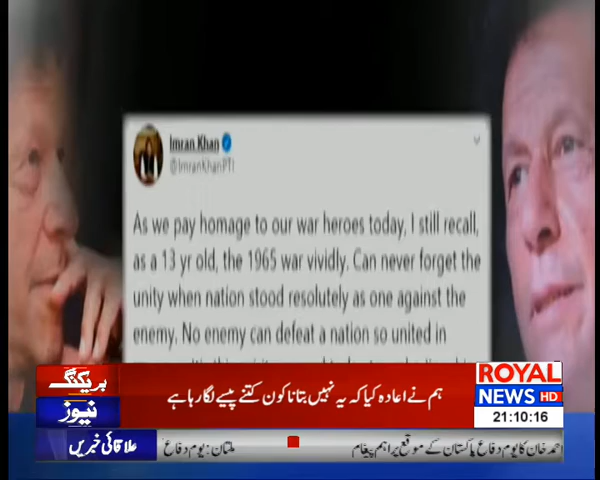 Imran Khan
@ImranKhanPTI
As we pay homage to our war heroes today, I still recall,
as a 13 yr old, the 1965 war vividly. Can never forget the
unity when nation stood resolutely as one against the
enemy. No enemy can defeat a nation so united in
بریکنگ
نیوز
ہم نے اعادہ کیا کہ یہ نہیں بتانا کون کتنے پیسے لگا رہا ہے
ROYAL
NEWS HD
21:10:16
علاقائی خبریں
ملتان: یوم دفاع
احمد خان کا یوم دفاع پاکستان کے موقع پر اہم پیغام